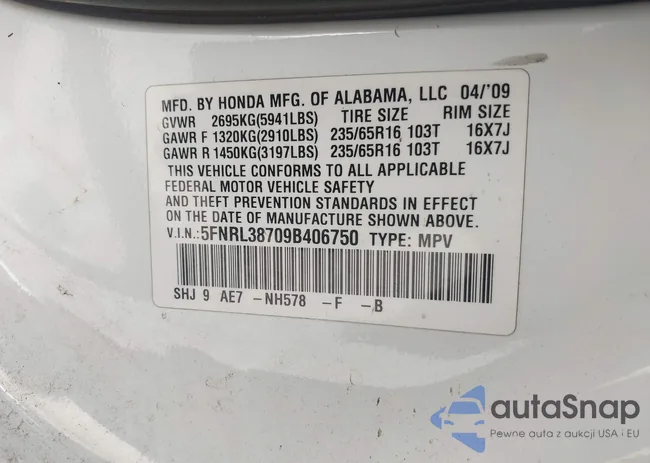 MFD. BY HONDA MFG. OF ALABAMA, LLC 04/'09
GVWR 2695KG(5941LBS) TIRE SIZE RIM SIZE
GAWR F 1320KG(2910LBS) 235/65R16 103T 16X7J
GAWR R 1450KG(3197LBS) 235/65R16 103T 16X7J
THIS VEHICLE CONFORMS TO ALL APPLICABLE
FEDERAL MOTOR VEHICLE SAFETY
AND THEFT PREVENTION STANDARDS IN EFFECT
ON THE DATE OF MANUFACTURE SHOWN ABOVE.
V.I.N.:5FNRL38709B406750 TYPE: MPV
SHJ 9 AE7 -NH578 -F -B
autaSnap
Pewne auta z aukcji USA i EU